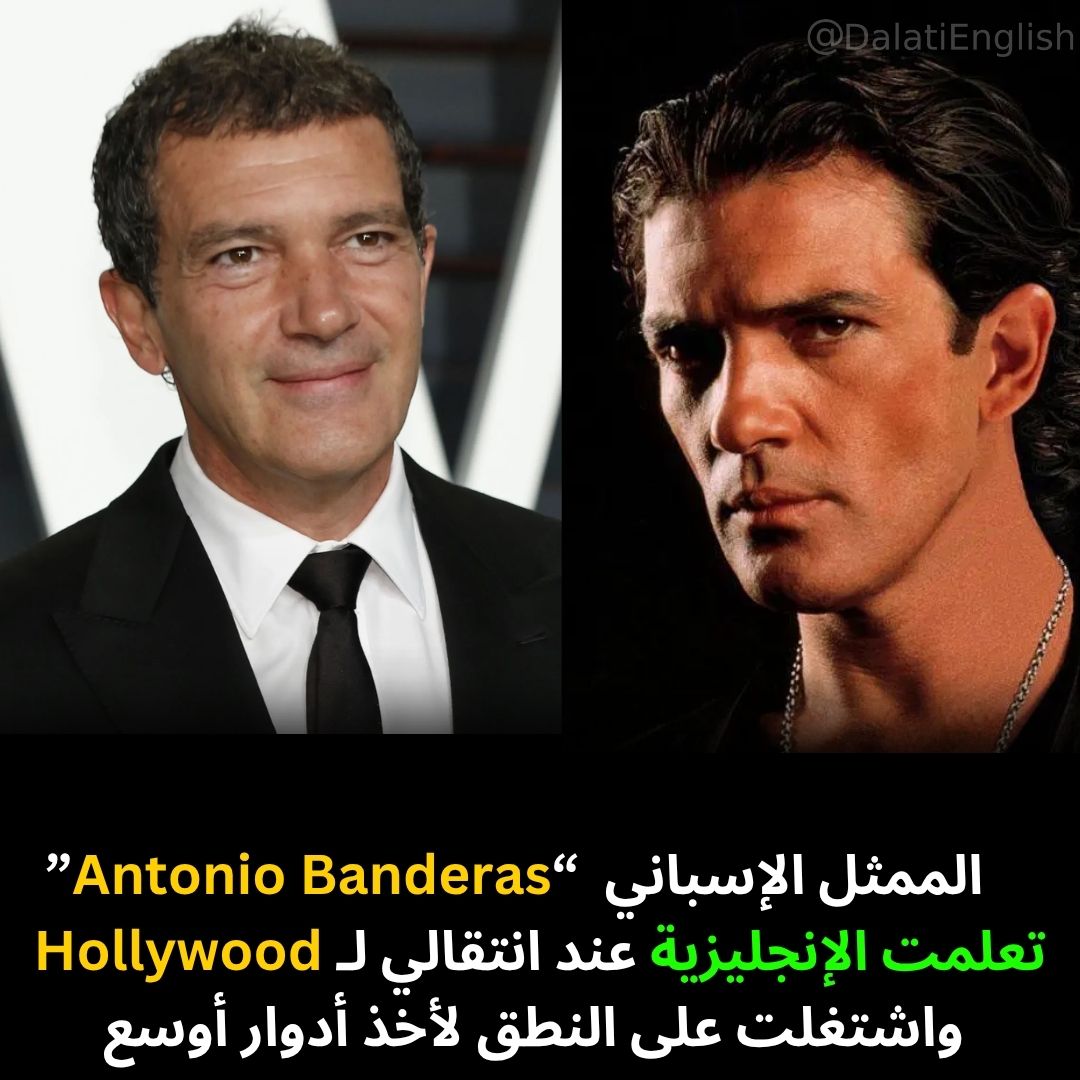 @DalatiEnglish
الممثل الإسباني “Antonio Banderas”
تعلمت الإنجليزية عند انتقالي لـ Hollywood
واشتغلت على النطق لأخذ أدوار أوسع